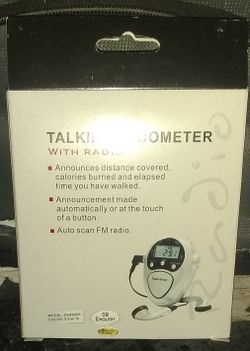 TALKING PEDOMETER
WITH RADIO
Announces distance covered,
calories burned and elapsed
time you have walked.
Announcement made
automatically or at the touch
of a button.
Auto scan FM radio.
ENGLISH